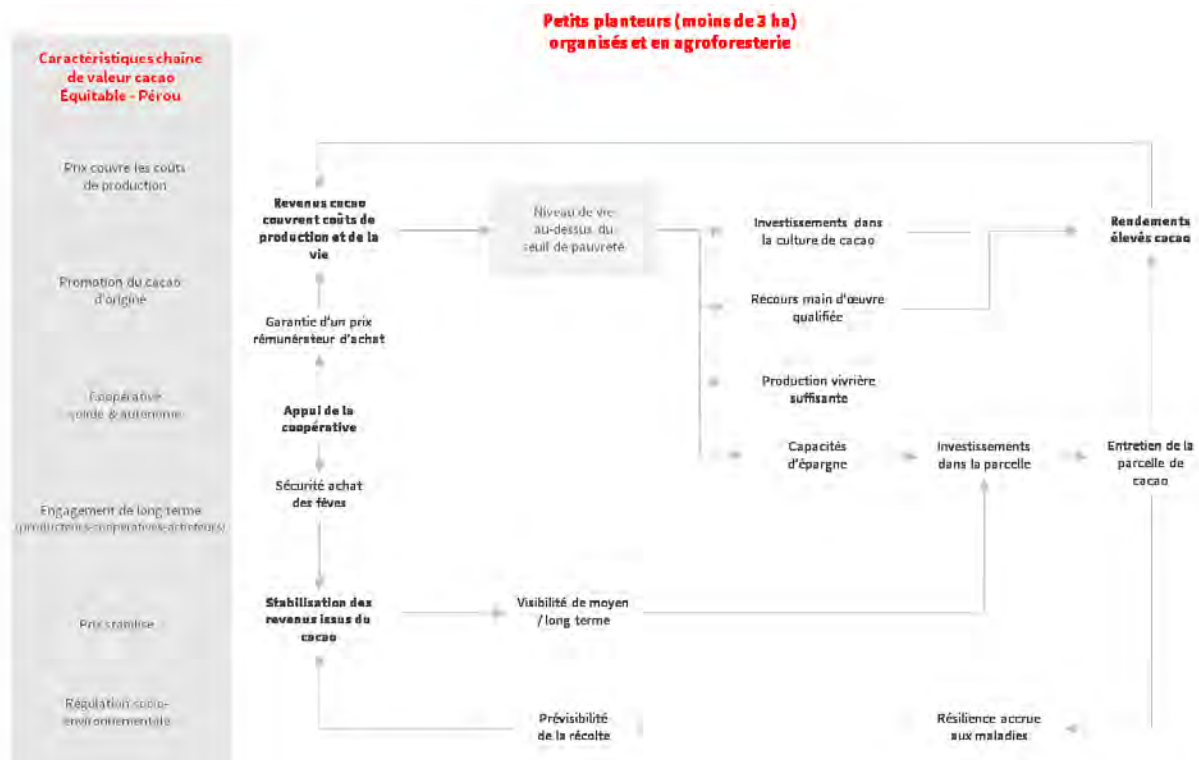 Petits planteurs (moins de 3 ha)
organisés et en agroforesterie
Caractéristiques chaîne
de valeur cacao
Équitable - Pérou
Prix couvre les coûts
de production
Promotion du cacao
d'origine
Coopérative
solide & autonome
Engagement de long terme
(producteurs-coopératives-acheteurs)
Prix stabilisé
Régulation socio-
environnementale
Revenus cacao
couvrent coûts de
production et de la
vie
Garantie d'un prix
rémunérateur d'achat
Appui de la
coopérative
Sécurité achat
des fèves
Stabilisation des
revenus issus du
cacao
Niveau de vie
au-dessus du
seuil de pauvreté
Investissements dans
la culture de cacao
Recours main d'œuvre
qualifiée
Production vivrière
suffisante
Capacités
d'épargne
Investissements
dans la parcelle
Rendements
élevés cacao
Entretien de la
parcelle de
cacao
Visibilité de moyen
/ long terme
Prévisibilité
de la récolte
Résilience accrue
aux maladies